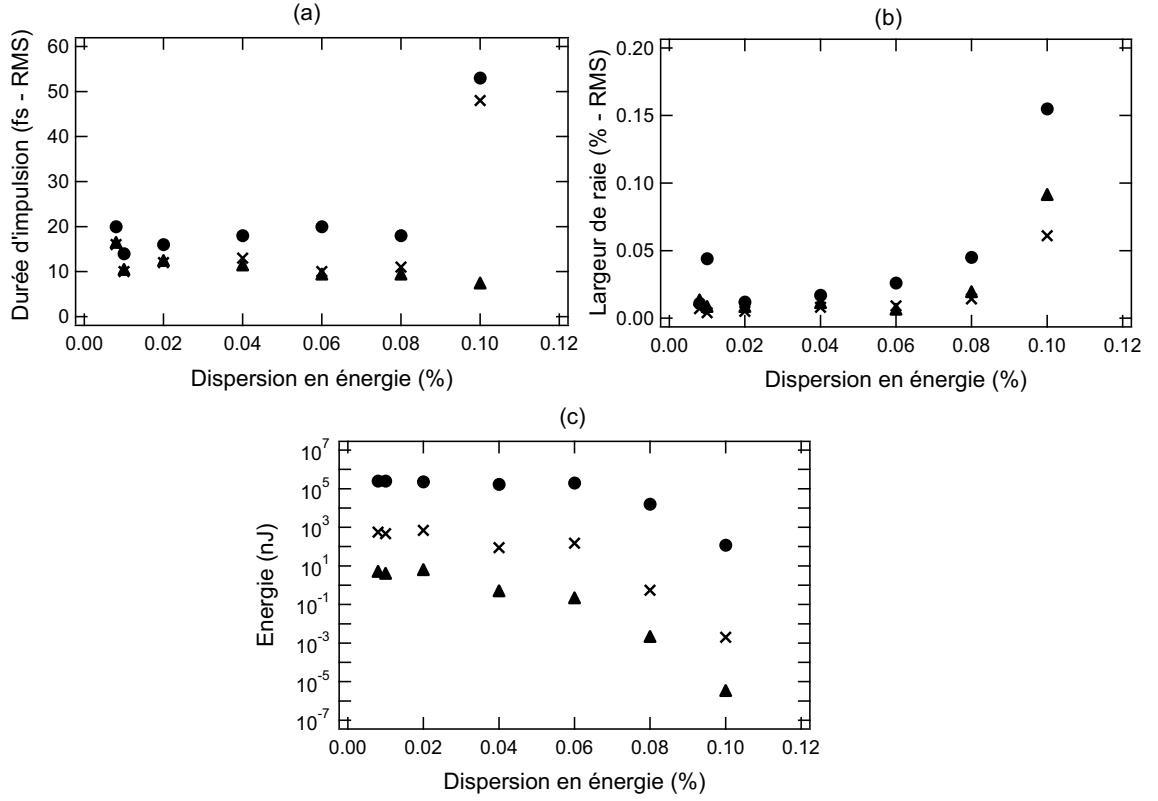 (a)
Durée d'impulsion (fs - RMS)
60
50
40
30
20
10
0
0.00 0.02 0.04 0.06 0.08 0.10 0.12
Dispersion en énergie (%)
(b)
Largeur de raie (% - RMS)
0.20
0.15
0.10
0.05
0.00
0.00 0.02 0.04 0.06 0.08 0.10 0.12
Dispersion en énergie (%)
(c)
Energie (nJ)
10^7
10^5
10^3
10^1
10^-1
10^-3
10^-5
10^-7
0.00 0.02 0.04 0.06 0.08 0.10 0.12
Dispersion en énergie (%)